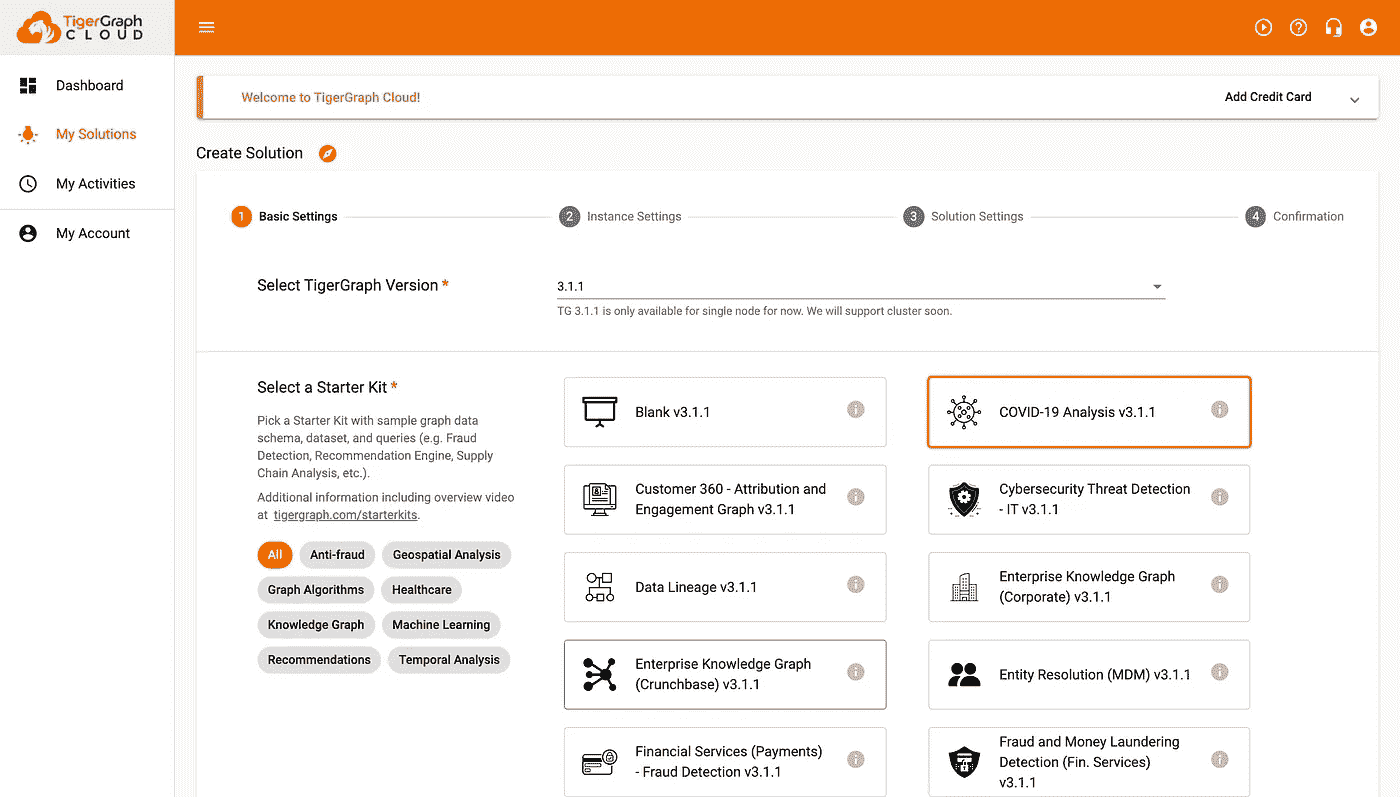 TigerGraph
CLOUD
Dashboard
My Solutions
My Activities
My Account
Welcome to TigerGraph Cloud!
Add Credit Card
Create Solution
1 Basic Settings
2 Instance Settings
3 Solution Settings
4 Confirmation
Select TigerGraph Version *
3.1.1
TG 3.1.1 is only available for single node for now. We will support cluster soon.
Select a Starter Kit *
Pick a Starter Kit with sample graph data
schema, dataset, and queries (e.g. Fraud
Detection, Recommendation Engine, Supply
Chain Analysis, etc.).
Additional information including overview video
at tigergraph.com/starterkits.
All
Anti-fraud
Geospatial Analysis
Graph Algorithms
Healthcare
Knowledge Graph
Machine Learning
Recommendations
Temporal Analysis
Blank v3.1.1
COVID-19 Analysis v3.1.1
Customer 360 - Attribution and
Engagement Graph v3.1.1
Cybersecurity Threat Detection
- IT v3.1.1
Data Lineage v3.1.1
Enterprise Knowledge Graph
(Corporate) v3.1.1
Enterprise Knowledge Graph
(Crunchbase) v3.1.1
Entity Resolution (MDM) v3.1.1
Financial Services (Payments)
- Fraud Detection v3.1.1
Fraud and Money Laundering
Detection (Fin. Services)
v3.1.1